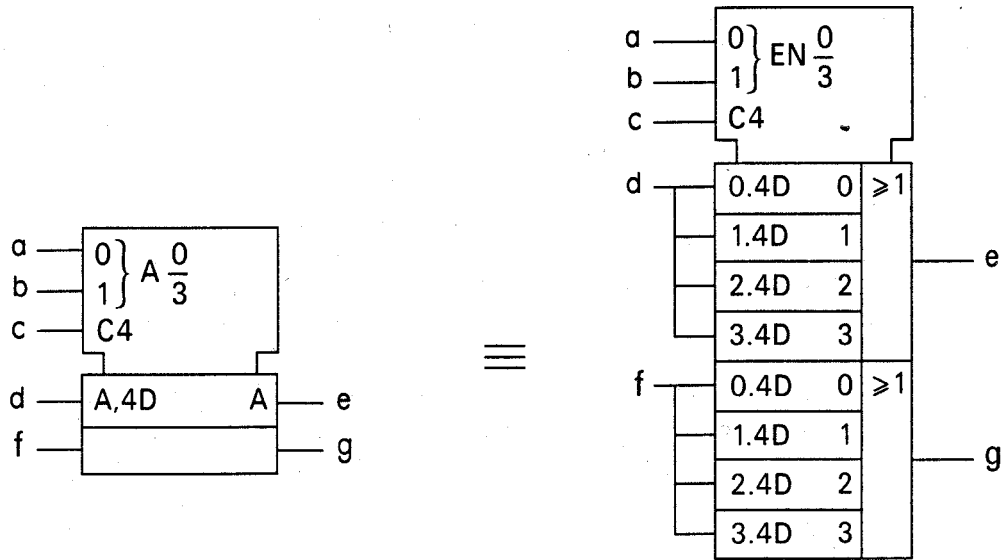 a 0 } A 0/3
b 1
c C4
d A,4D A e
f g
≡
a 0 } EN 0/3
b 1
c C4
d 0.4D 0 ⩾1
1.4D 1
e
2.4D 2
3.4D 3
f 0.4D 0 ⩾1
1.4D 1
g
2.4D 2
3.4D 3